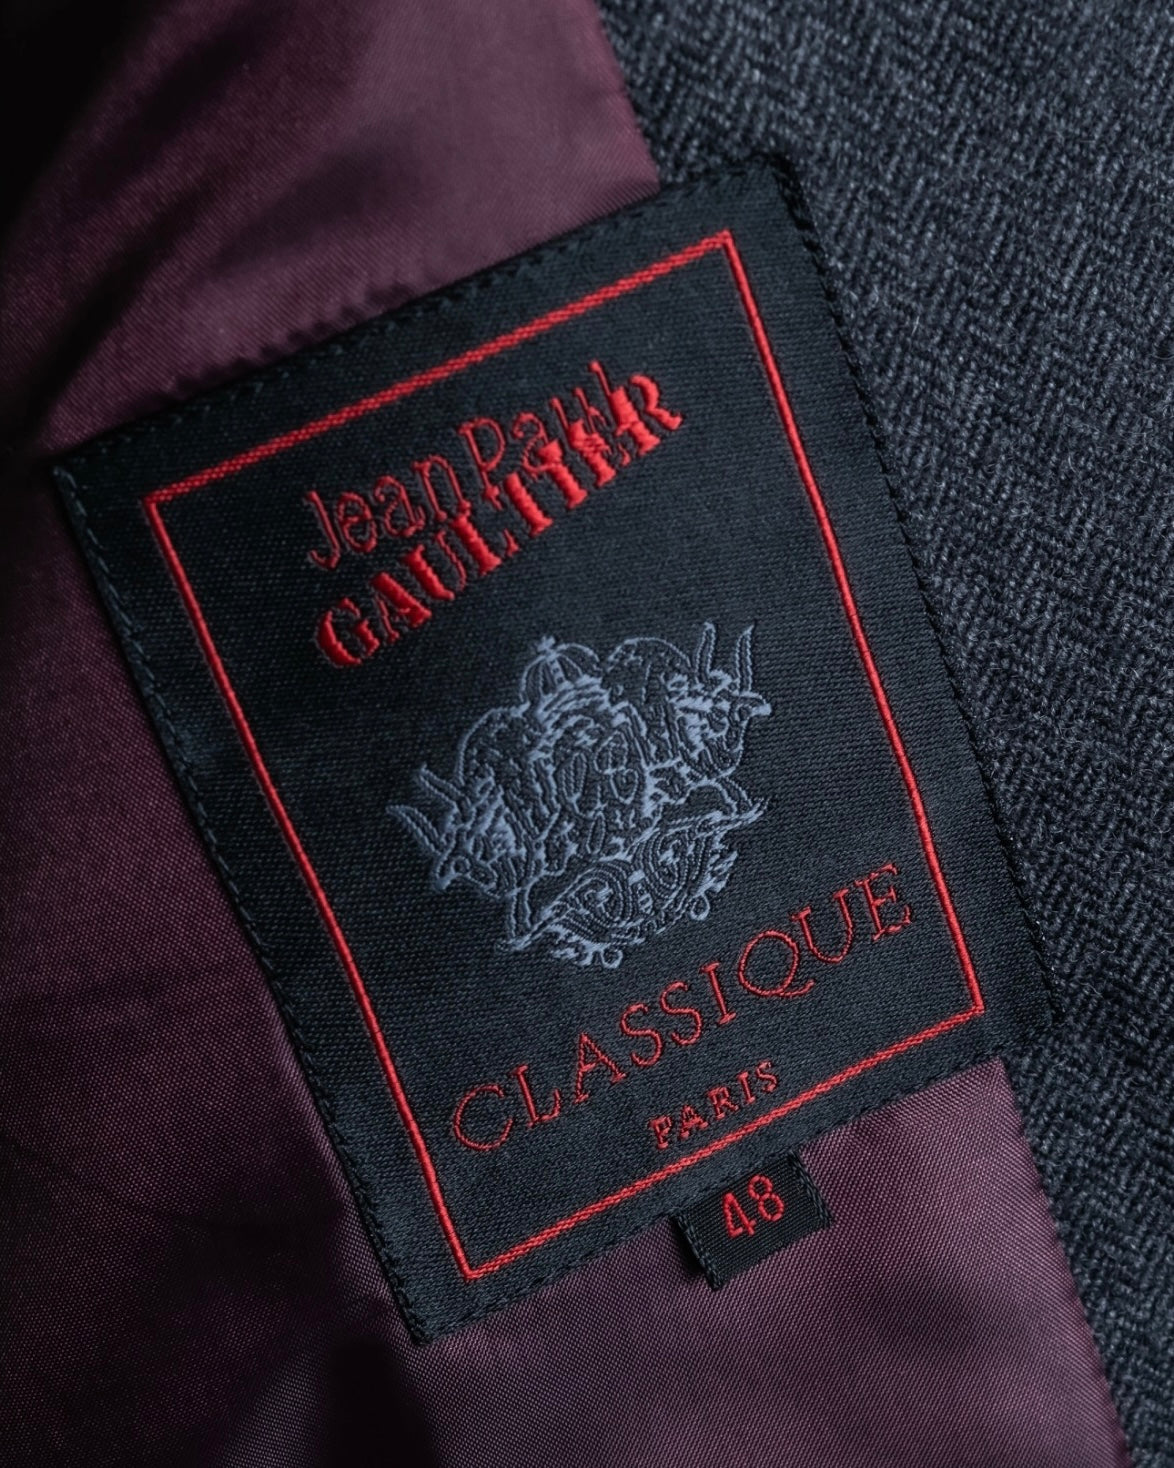 Jean Paul
GAULTIER
CLASSIQUE
PARIS
48